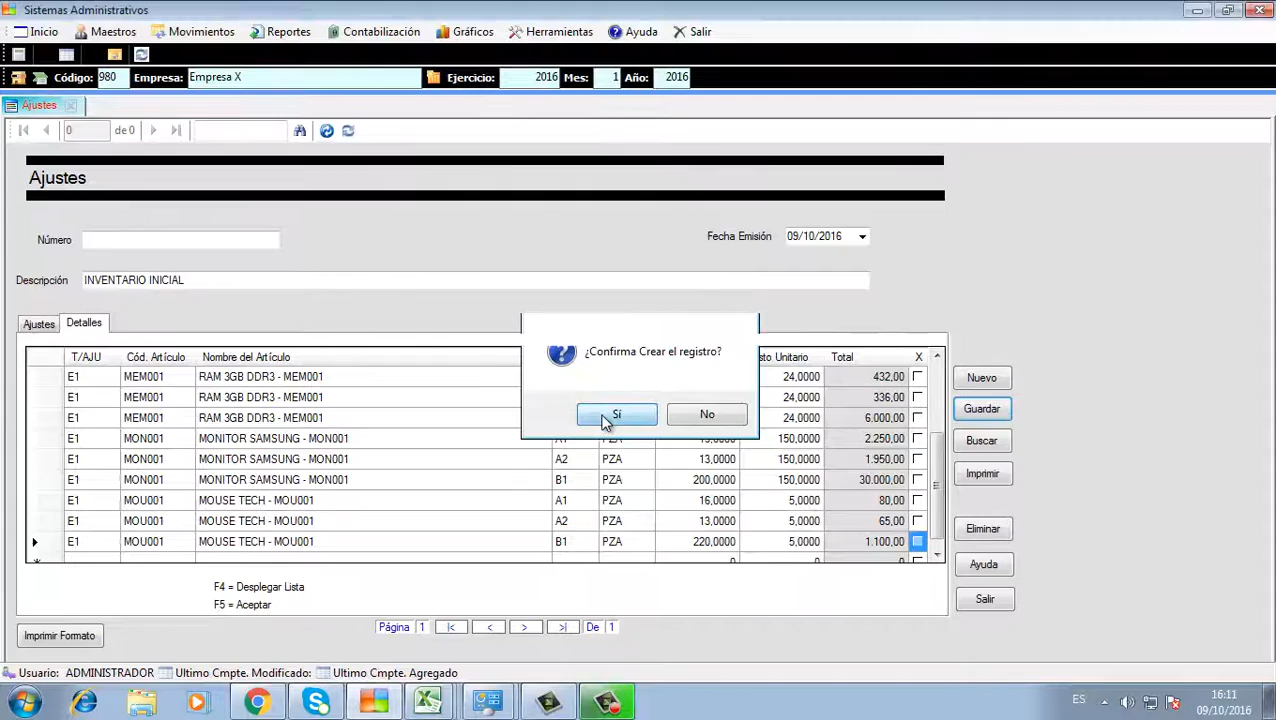 Sistemas Administrativos
Inicio Maestros Movimientos Reportes Contabilización Gráficos Herramientas Ayuda Salir
Código: 980 Empresa: Empresa X Ejercicio: 2016 Mes: 1 Año: 2016
Ajustes
0 de 0
Ajustes
Número Fecha Emisión 09/10/2016
Descripción INVENTARIO INICIAL
Ajustes Detalles
T/AJU Cód. Artículo Nombre del Artículo sto Unitario Total X
¿Confirma Crear el registro?
Sí No
E1 MEM001 RAM 3GB DDR3 - MEM001 24,0000 432,00
E1 MEM001 RAM 3GB DDR3 - MEM001 24,0000 336,00
E1 MEM001 RAM 3GB DDR3 - MEM001 24,0000 6.000,00
E1 MON001 MONITOR SAMSUNG - MON001 A1 PZA 15,0000 150,0000 2.250,00
E1 MON001 MONITOR SAMSUNG - MON001 A2 PZA 13,0000 150,0000 1.950,00
E1 MON001 MONITOR SAMSUNG - MON001 B1 PZA 200,0000 150,0000 30.000,00
E1 MOU001 MOUSE TECH - MOU001 A1 PZA 16,0000 5,0000 80,00
E1 MOU001 MOUSE TECH - MOU001 A2 PZA 13,0000 5,0000 65,00
E1 MOU001 MOUSE TECH - MOU001 B1 PZA 220,0000 5,0000 1.100,00
Nuevo
Guardar
Buscar
Imprimir
Eliminar
Ayuda
Salir
F4 = Desplegar Lista
F5 = Aceptar
Página 1 |< < > >| De 1
Imprimir Formato
Usuario: ADMINISTRADOR Ultimo Cmpte. Modificado: Ultimo Cmpte. Agregado
ES 16:11
09/10/2016